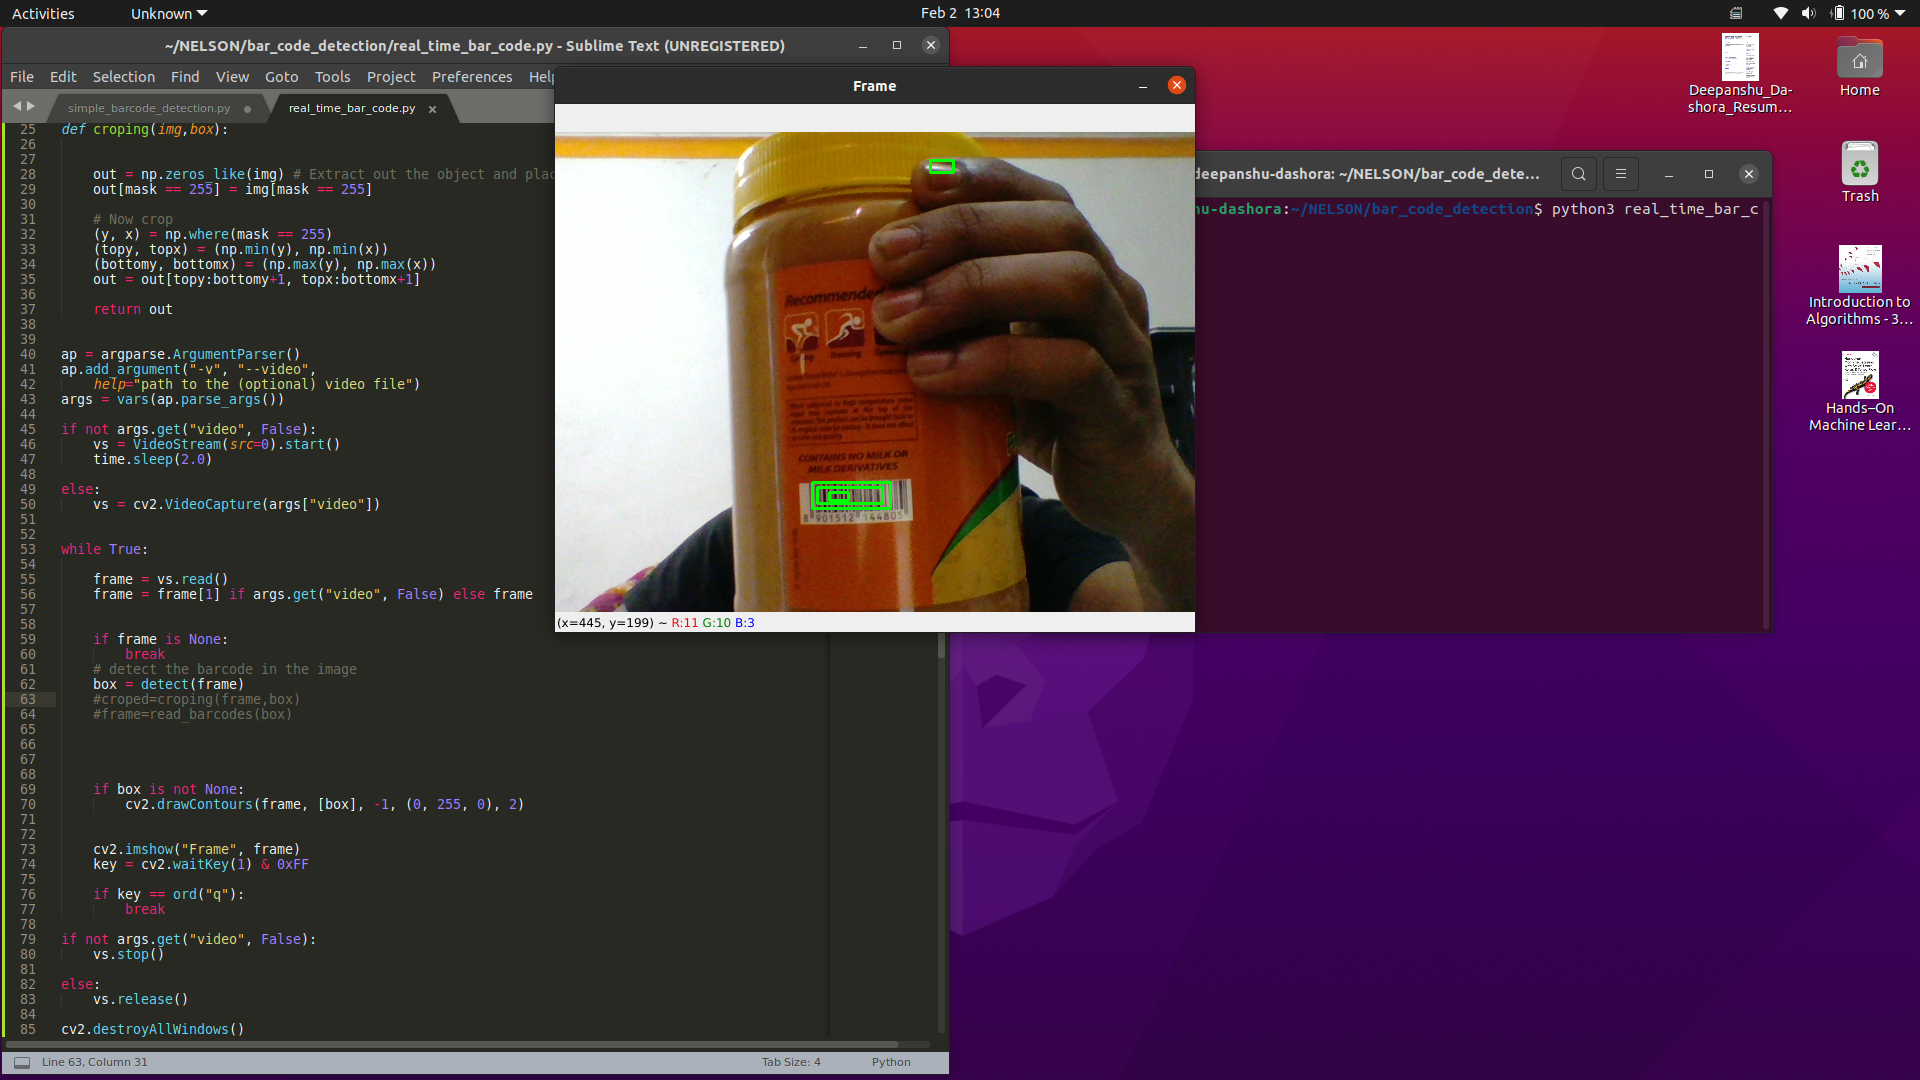 Activities
Unknown
Feb 2 13:04
100 %
~/NELSON/bar_code_detection/real_time_bar_code.py - Sublime Text (UNREGISTERED)
File Edit Selection Find View Goto Tools Project Preferences Help
simple_barcode_detection.py
real_time_bar_code.py
25 def croping(img,box):
26
27
28 out = np.zeros_like(img) # Extract out the object and plac
29 out[mask == 255] = img[mask == 255]
30
31 # Now crop
32 (y, x) = np.where(mask == 255)
33 (topy, topx) = (np.min(y), np.min(x))
34 (bottomy, bottomx) = (np.max(y), np.max(x))
35 out = out[topy:bottomy+1, topx:bottomx+1]
36
37 return out
38
39
40 ap = argparse.ArgumentParser()
41 ap.add_argument("-v", "--video",
42 help="path to the (optional) video file")
43 args = vars(ap.parse_args())
44
45 if not args.get("video", False):
46 vs = VideoStream(src=0).start()
47 time.sleep(2.0)
48
49 else:
50 vs = cv2.VideoCapture(args["video"])
51
52
53 while True:
54
55 frame = vs.read()
56 frame = frame[1] if args.get("video", False) else frame
57
58
59 if frame is None:
60 break
61 # detect the barcode in the image
62 box = detect(frame)
63 #croped=croping(frame,box)
64 #frame=read_barcodes(box)
65
66
67
68
69 if box is not None:
70 cv2.drawContours(frame, [box], -1, (0, 255, 0), 2)
71
72
73 cv2.imshow("Frame", frame)
74 key = cv2.waitKey(1) & 0xFF
75
76 if key == ord("q"):
77 break
78
79 if not args.get("video", False):
80 vs.stop()
81
82 else:
83 vs.release()
84
85 cv2.destroyAllWindows()
Line 63, Column 31
Tab Size: 4
Python
Frame
Recommended
Running
CONTAINS NO MILK OR
MILK DERIVATIVES
8 901512 144805
(x=445, y=199) ~ R:11 G:10 B:3
deepanshu-dashora: ~/NELSON/bar_code_dete...
hu-dashora:~/NELSON/bar_code_detection$ python3 real_time_bar_c
Deepanshu_Da-
shora_Resum...
Home
Trash
Introduction to
Algorithms - 3...
Hands–On
Machine Lear...